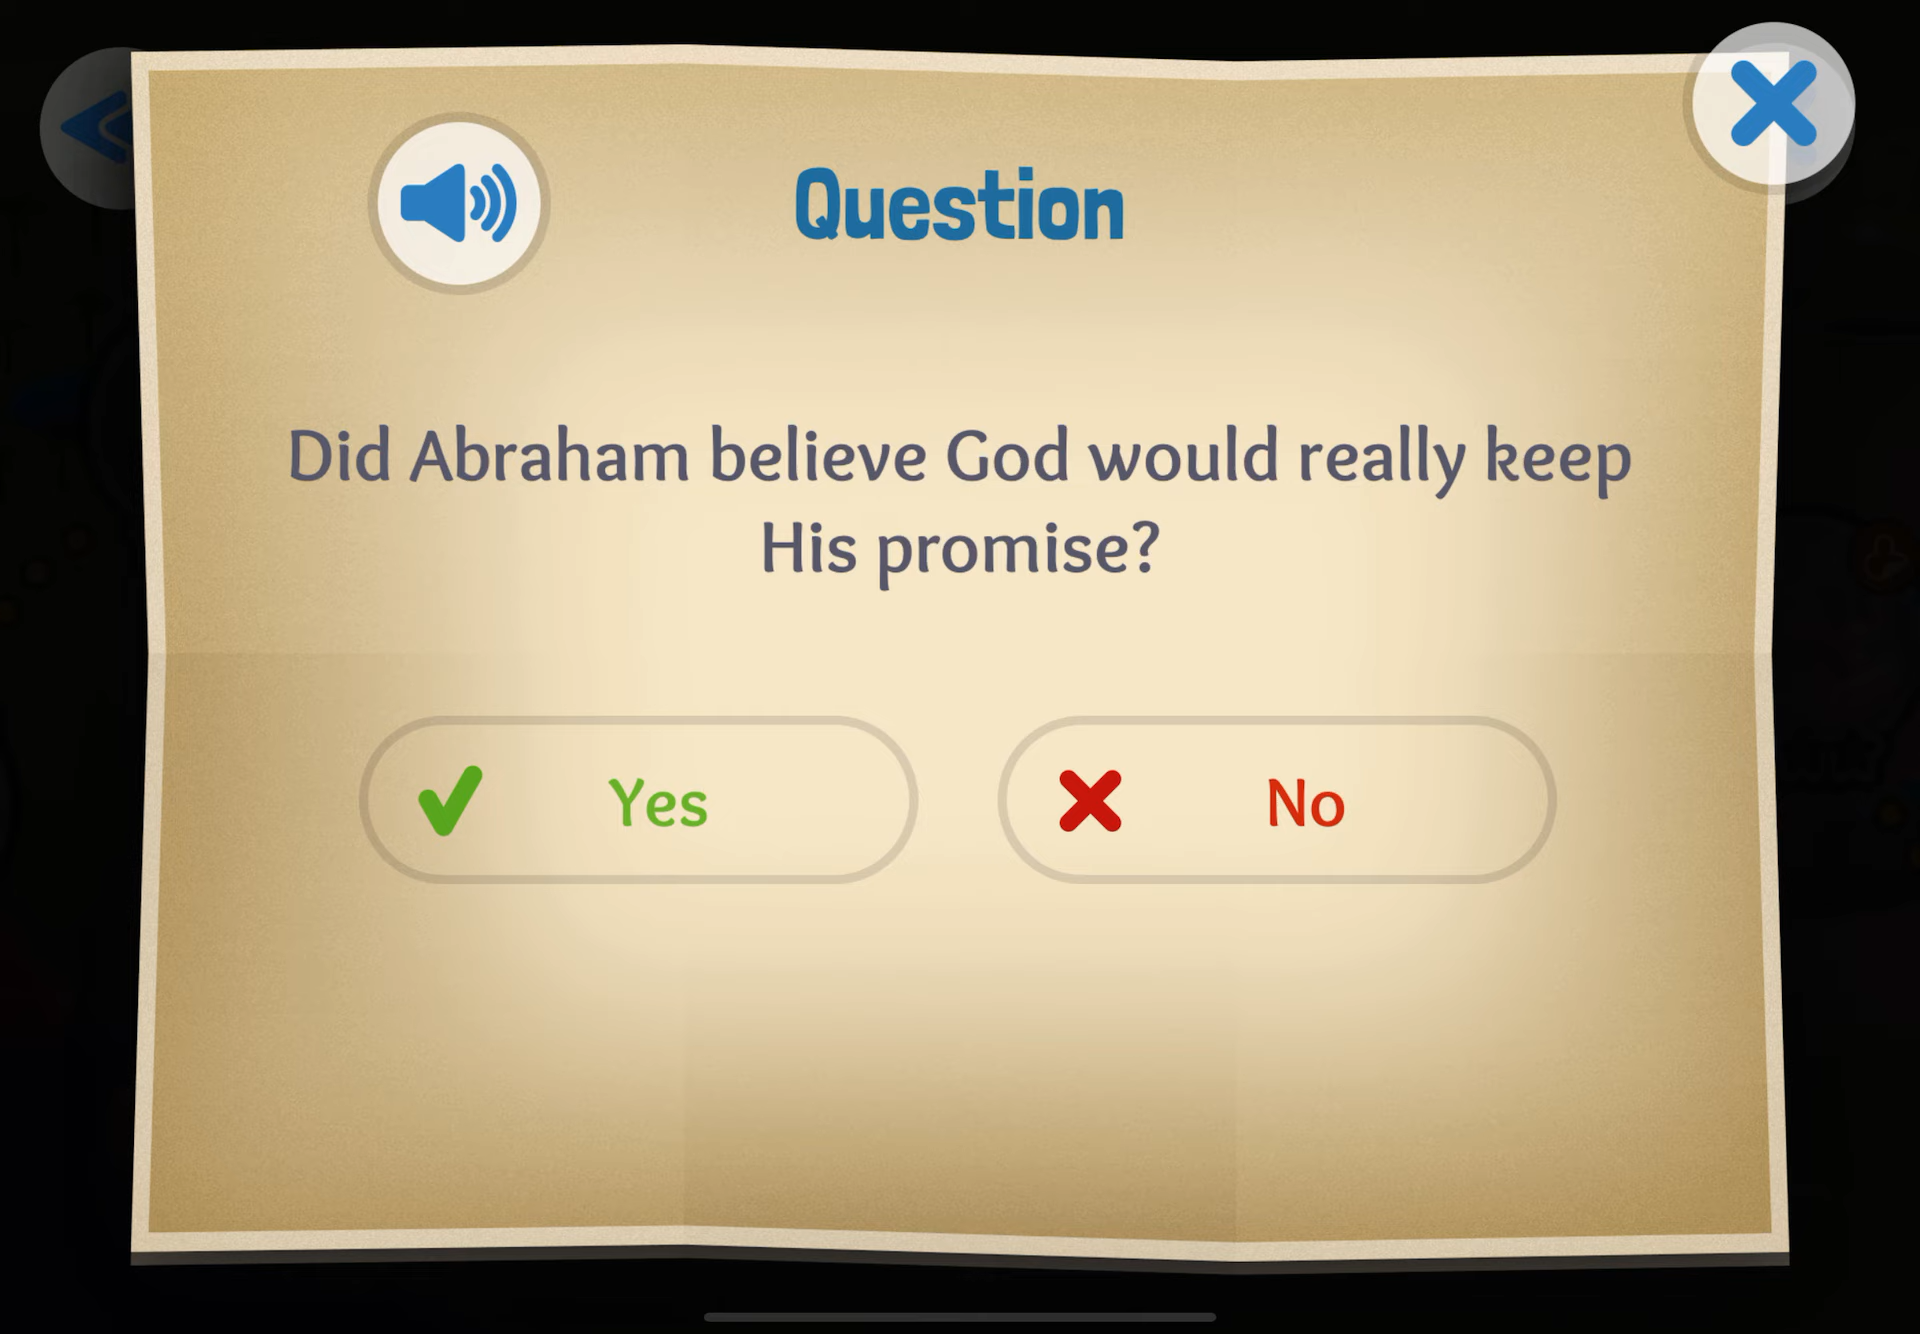 Question
Did Abraham believe God would really keep
His promise?
Yes
No